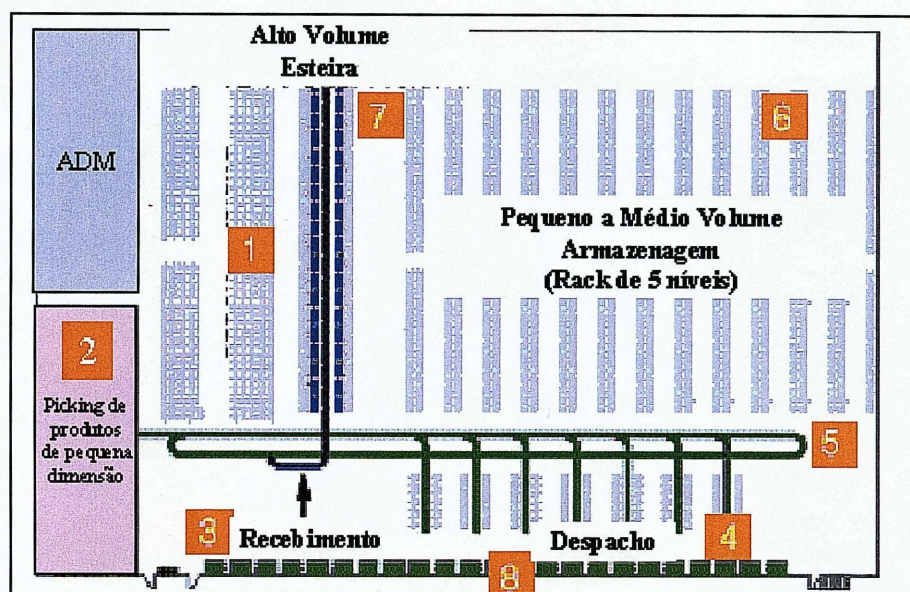 Alto Volume
Esteira
7
6
ADM
1
Pequeno a Médio Volume
Armazenagem
(Rack de 5 níveis)
2
Picking de
produtos
de pequena
dimensão
5
3
Recebimento
Despacho
4
8